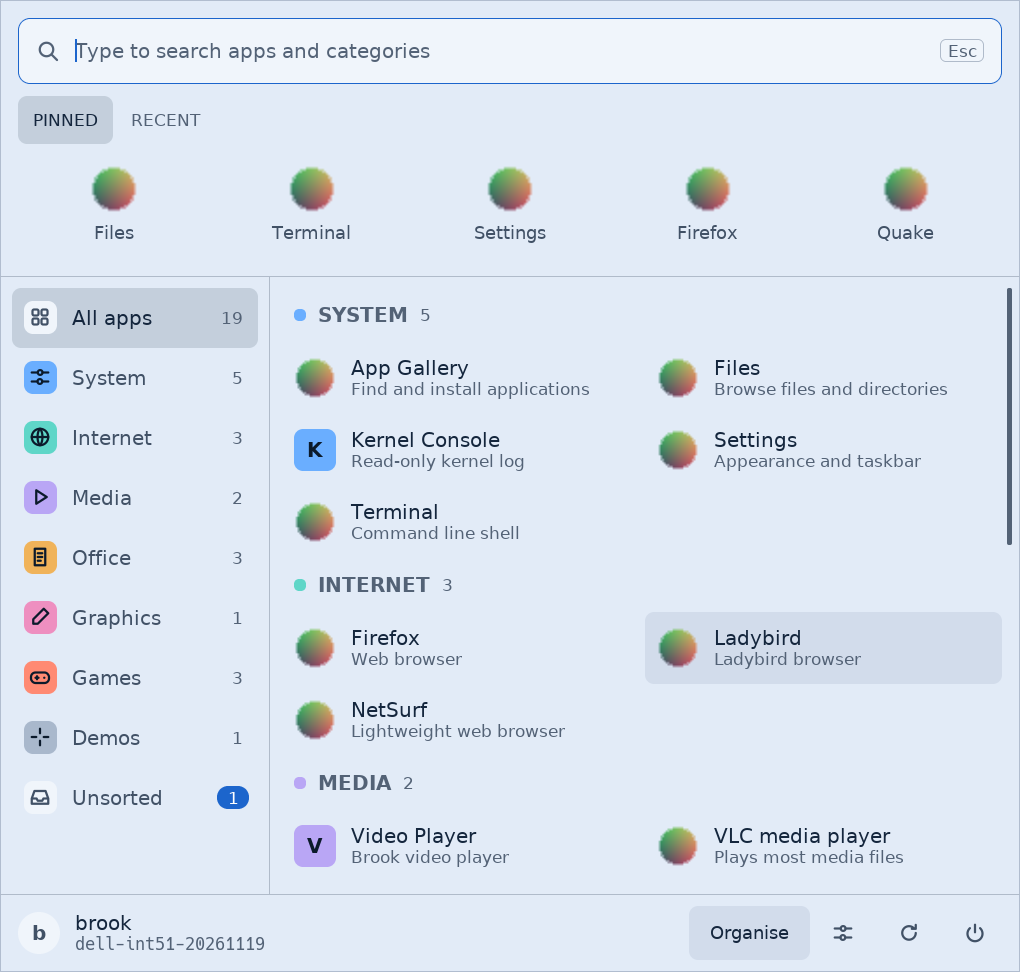 Type to search apps and categories
Esc
PINNED
RECENT
Files
Terminal
Settings
Firefox
Quake
All apps 19
System 5
Internet 3
Media 2
Office 3
Graphics 1
Games 3
Demos 1
Unsorted 1
SYSTEM 5
App Gallery
Find and install applications
Files
Browse files and directories
K
Kernel Console
Read-only kernel log
Settings
Appearance and taskbar
Terminal
Command line shell
INTERNET 3
Firefox
Web browser
Ladybird
Ladybird browser
NetSurf
Lightweight web browser
MEDIA 2
V
Video Player
Brook video player
VLC media player
Plays most media files
b
brook
dell-int51-20261119
Organise